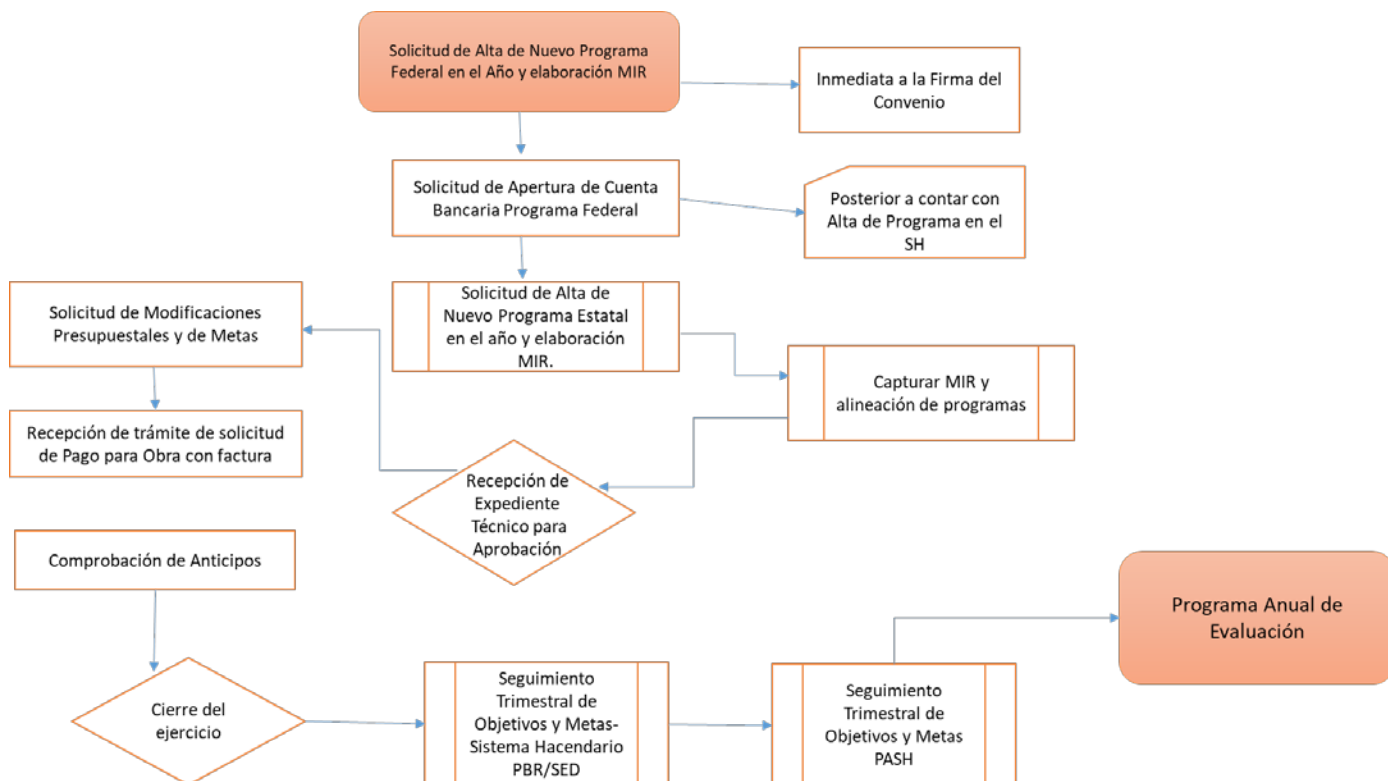 Solicitud de Alta de Nuevo Programa
Federal en el Año y elaboración MIR
Inmediata a la Firma del
Convenio
Solicitud de Apertura de Cuenta
Bancaria Programa Federal
Posterior a contar con
Alta de Programa en el
SH
Solicitud de Alta de
Nuevo Programa Estatal
en el año y elaboración
MIR.
Solicitud de Modificaciones
Presupuestales y de Metas
Capturar MIR y
alineación de programas
Recepción de trámite de solicitud
de Pago para Obra con factura
Recepción de
Expediente
Técnico para
Aprobación
Comprobación de Anticipos
Programa Anual de
Evaluación
Cierre del
ejercicio
Seguimiento
Trimestral de
Objetivos y Metas-
Sistema Hacendario
PBR/SED
Seguimiento
Trimestral de
Objetivos y Metas
PASH